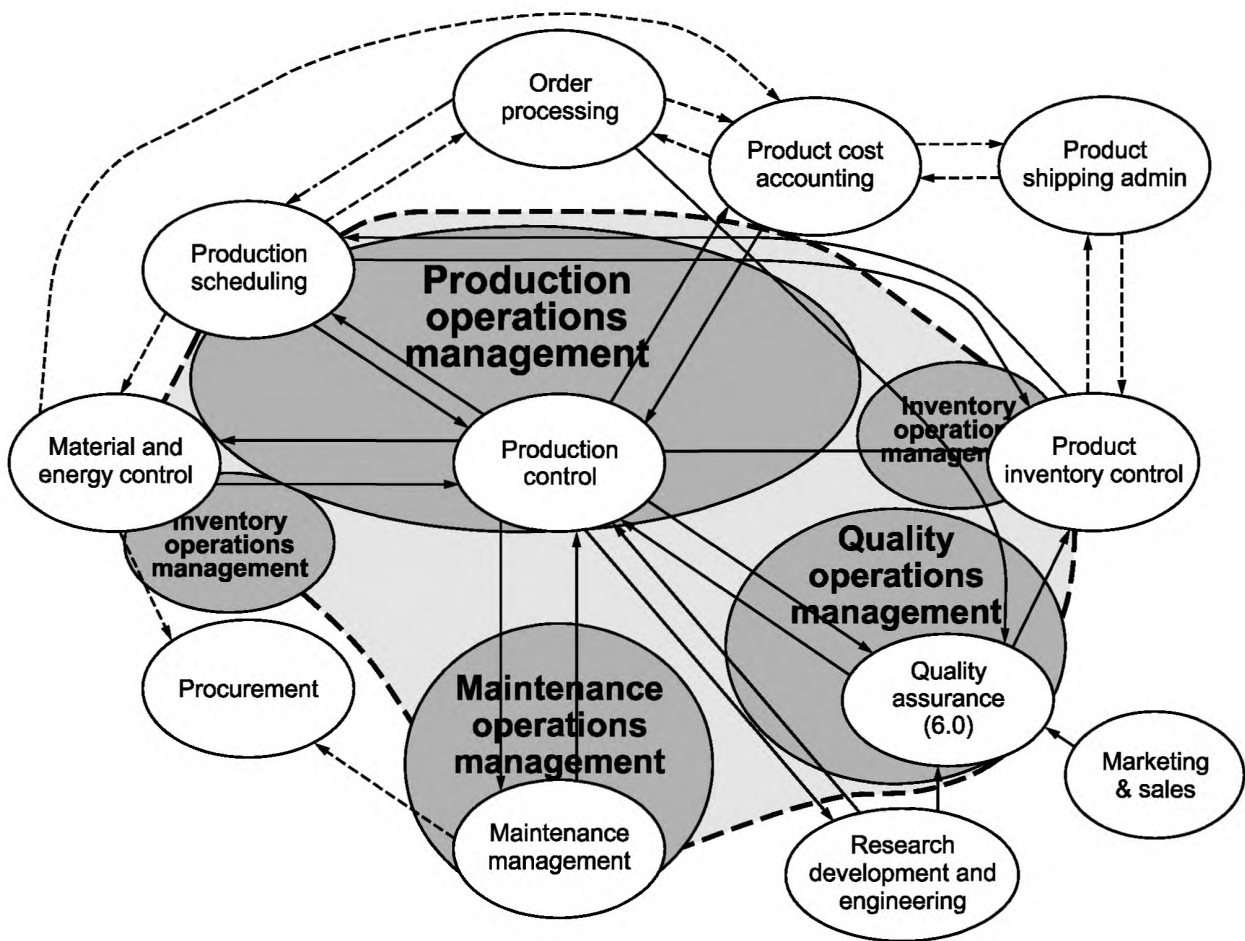 Order
processing
Product cost
accounting
Product
shipping admin
Production
scheduling
Production
operations
management
Inventory
operation
manage
Material and
energy control
Production
control
Product
inventory control
Inventory
operations
management
Quality
operations
management
Procurement
Maintenance
operations
management
Quality
assurance
(6.0)
Marketing
& sales
Maintenance
management
Research
development and
engineering